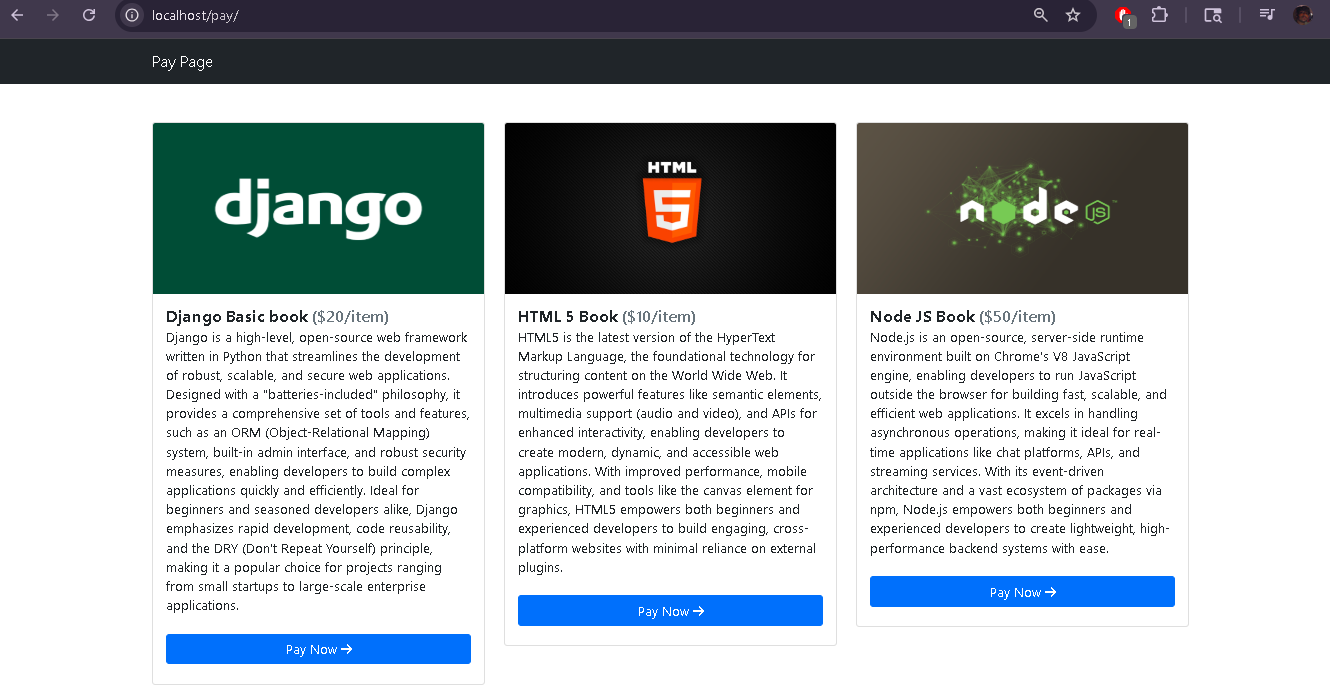 localhost/pay/
1
Pay Page
django
Django Basic book ($20/item)
Django is a high-level, open-source web framework
written in Python that streamlines the development
of robust, scalable, and secure web applications.
Designed with a "batteries-included" philosophy, it
provides a comprehensive set of tools and features,
such as an ORM (Object-Relational Mapping)
system, built-in admin interface, and robust security
measures, enabling developers to build complex
applications quickly and efficiently. Ideal for
beginners and seasoned developers alike, Django
emphasizes rapid development, code reusability,
and the DRY (Don't Repeat Yourself) principle,
making it a popular choice for projects ranging
from small startups to large-scale enterprise
applications.
Pay Now →
HTML
5
HTML 5 Book ($10/item)
HTML5 is the latest version of the HyperText
Markup Language, the foundational technology for
structuring content on the World Wide Web. It
introduces powerful features like semantic elements,
multimedia support (audio and video), and APIs for
enhanced interactivity, enabling developers to
create modern, dynamic, and accessible web
applications. With improved performance, mobile
compatibility, and tools like the canvas element for
graphics, HTML5 empowers both beginners and
experienced developers to build engaging, cross-
platform websites with minimal reliance on external
plugins.
Pay Now →
node JS ™
Node JS Book ($50/item)
Node.js is an open-source, server-side runtime
environment built on Chrome's V8 JavaScript
engine, enabling developers to run JavaScript
outside the browser for building fast, scalable, and
efficient web applications. It excels in handling
asynchronous operations, making it ideal for real-
time applications like chat platforms, APIs, and
streaming services. With its event-driven
architecture and a vast ecosystem of packages via
npm, Node.js empowers both beginners and
experienced developers to create lightweight, high-
performance backend systems with ease.
Pay Now →